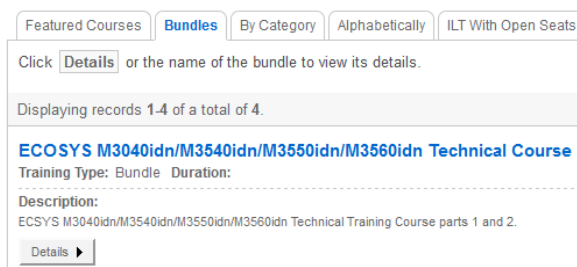 Featured Courses Bundles By Category Alphabetically ILT With Open Seats
Click Details or the name of the bundle to view its details.
Displaying records 1-4 of a total of 4.
ECOSYS M3040idn/M3540idn/M3550idn/M3560idn Technical Course
Training Type: Bundle Duration:
Description:
ECSYS M3040idn/M3540idn/M3550idn/M3560idn Technical Training Course parts 1 and 2.
Details